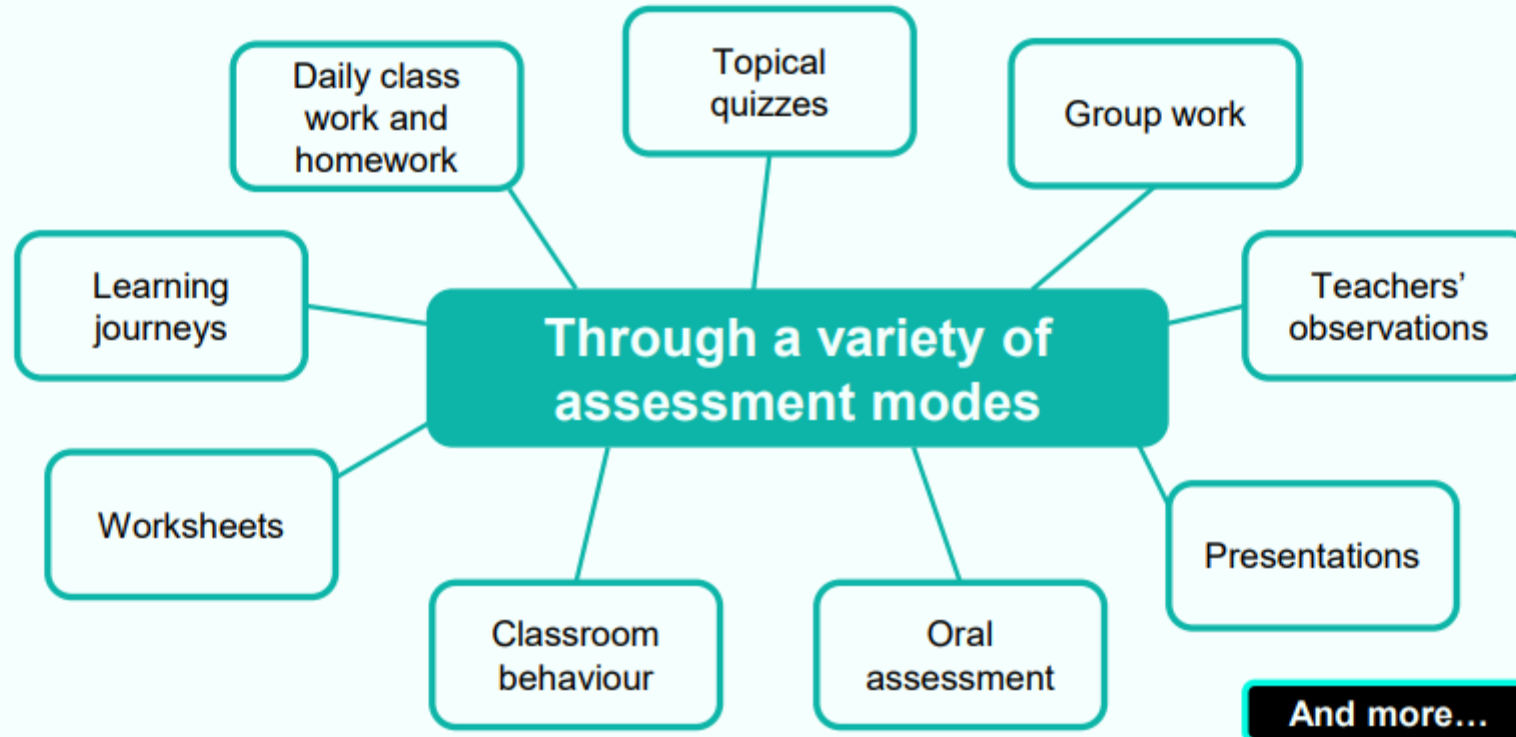 Daily class
work and
homework
Topical
quizzes
Group work
Learning
journeys
Through a variety of
assessment modes
Teachers’
observations
Worksheets
Presentations
Classroom
behaviour
Oral
assessment
And more…